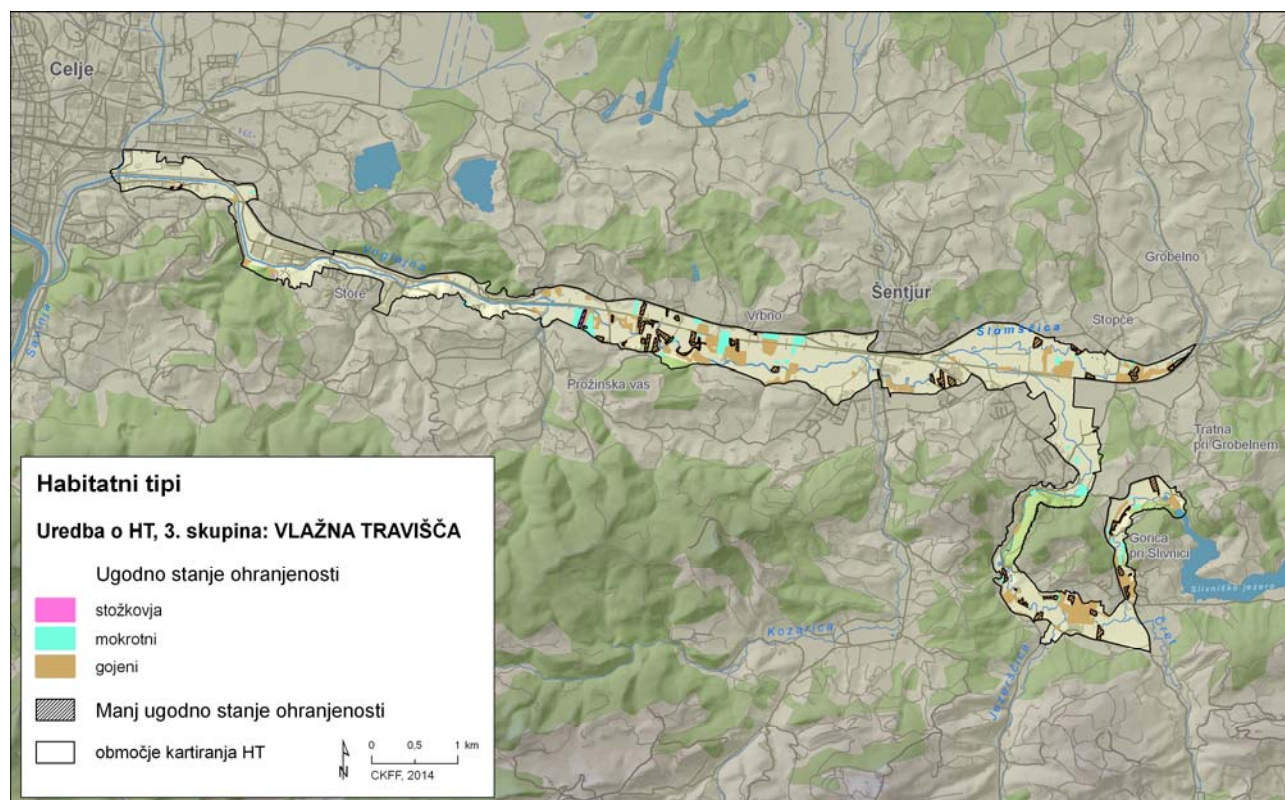 Celje
Voglajna
Štore
Savinja
Vrbno
Šentjur
Grobelno
Slomščica
Stopče
Prožinska vas
Tratna
pri Grobelnem
Gorica
pri Slivnici
Slivniško jezero
Kozarica
Jezerščica
Čret
Habitatni tipi
Uredba o HT, 3. skupina: VLAŽNA TRAVIŠČA
Ugodno stanje ohranjenosti
stožkovja
mokrotni
gojeni
Manj ugodno stanje ohranjenosti
območje kartiranja HT
N
0 0,5 1 km
CKFF, 2014